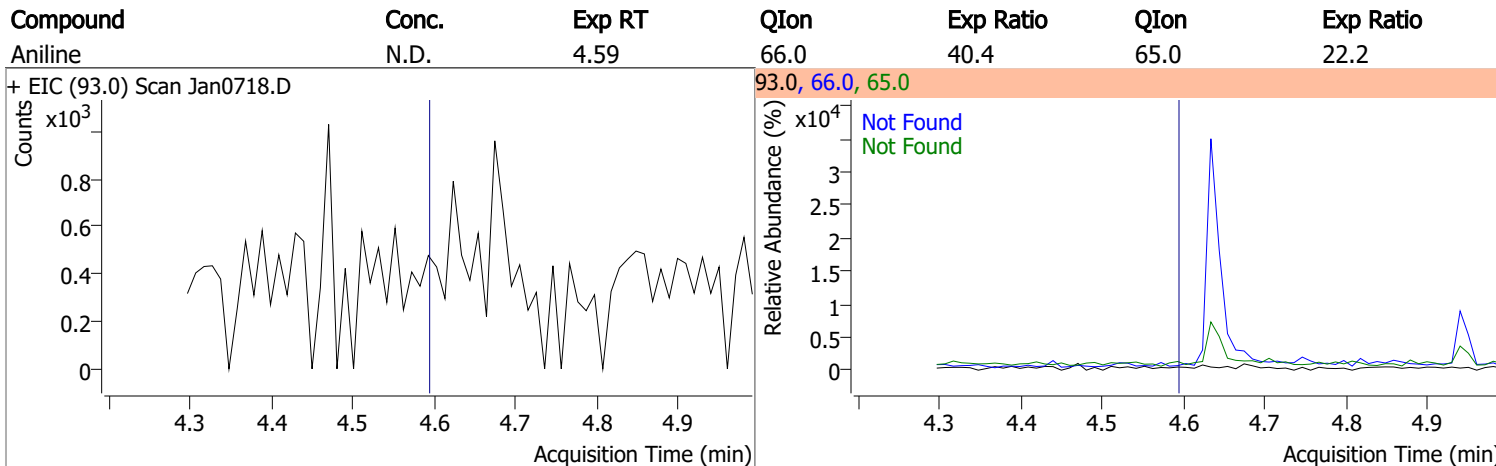 Compound Conc. Exp RT QIon Exp Ratio QIon Exp Ratio
Aniline N.D. 4.59 66.0 40.4 65.0 22.2
+ EIC (93.0) Scan Jan0718.D
Counts
x10³
0.8
0.6
0.4
0.2
0
4.3 4.4 4.5 4.6 4.7 4.8 4.9
Acquisition Time (min)
93.0, 66.0, 65.0
Relative Abundance (%)
x10⁴
Not Found
Not Found
3
2.5
2
1.5
1
0.5
0
4.3 4.4 4.5 4.6 4.7 4.8 4.9
Acquisition Time (min)